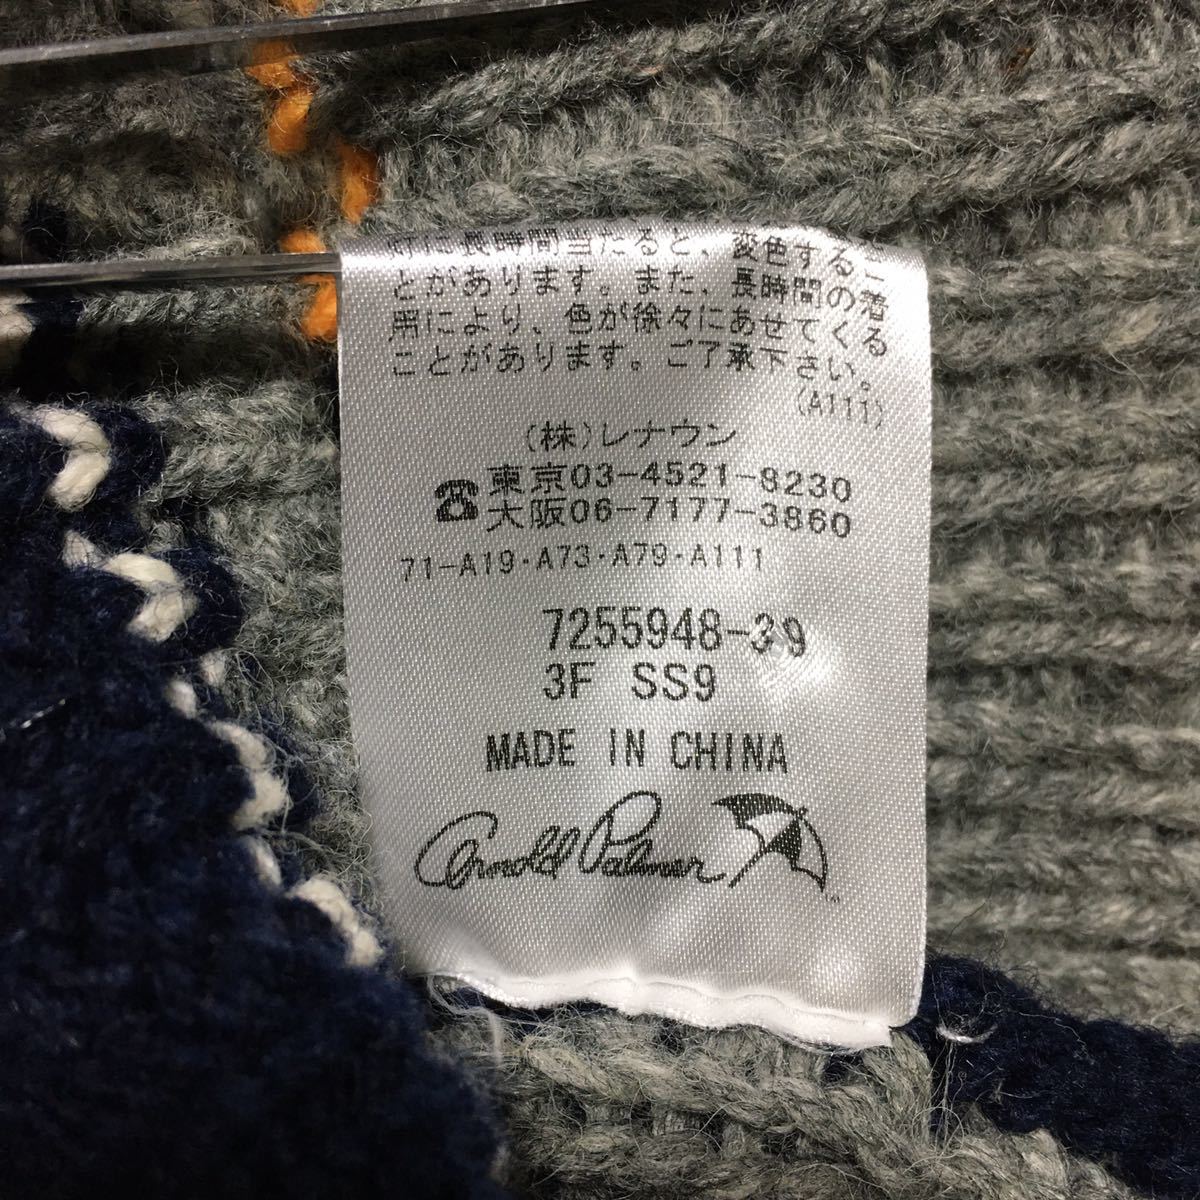 灯に長時間当たると、変色するこ
とがあります。また、長時間のご着
用により、色が徐々にあせてくる
ことがあります。ご了承下さい。
(A111)
(株)レナウン
☎東京03-4521-8230
大阪06-7177-3860
71-A19・A73・A79・A111
7255948-39
3F SS9
MADE IN CHINA
Arnold Palmer
TM